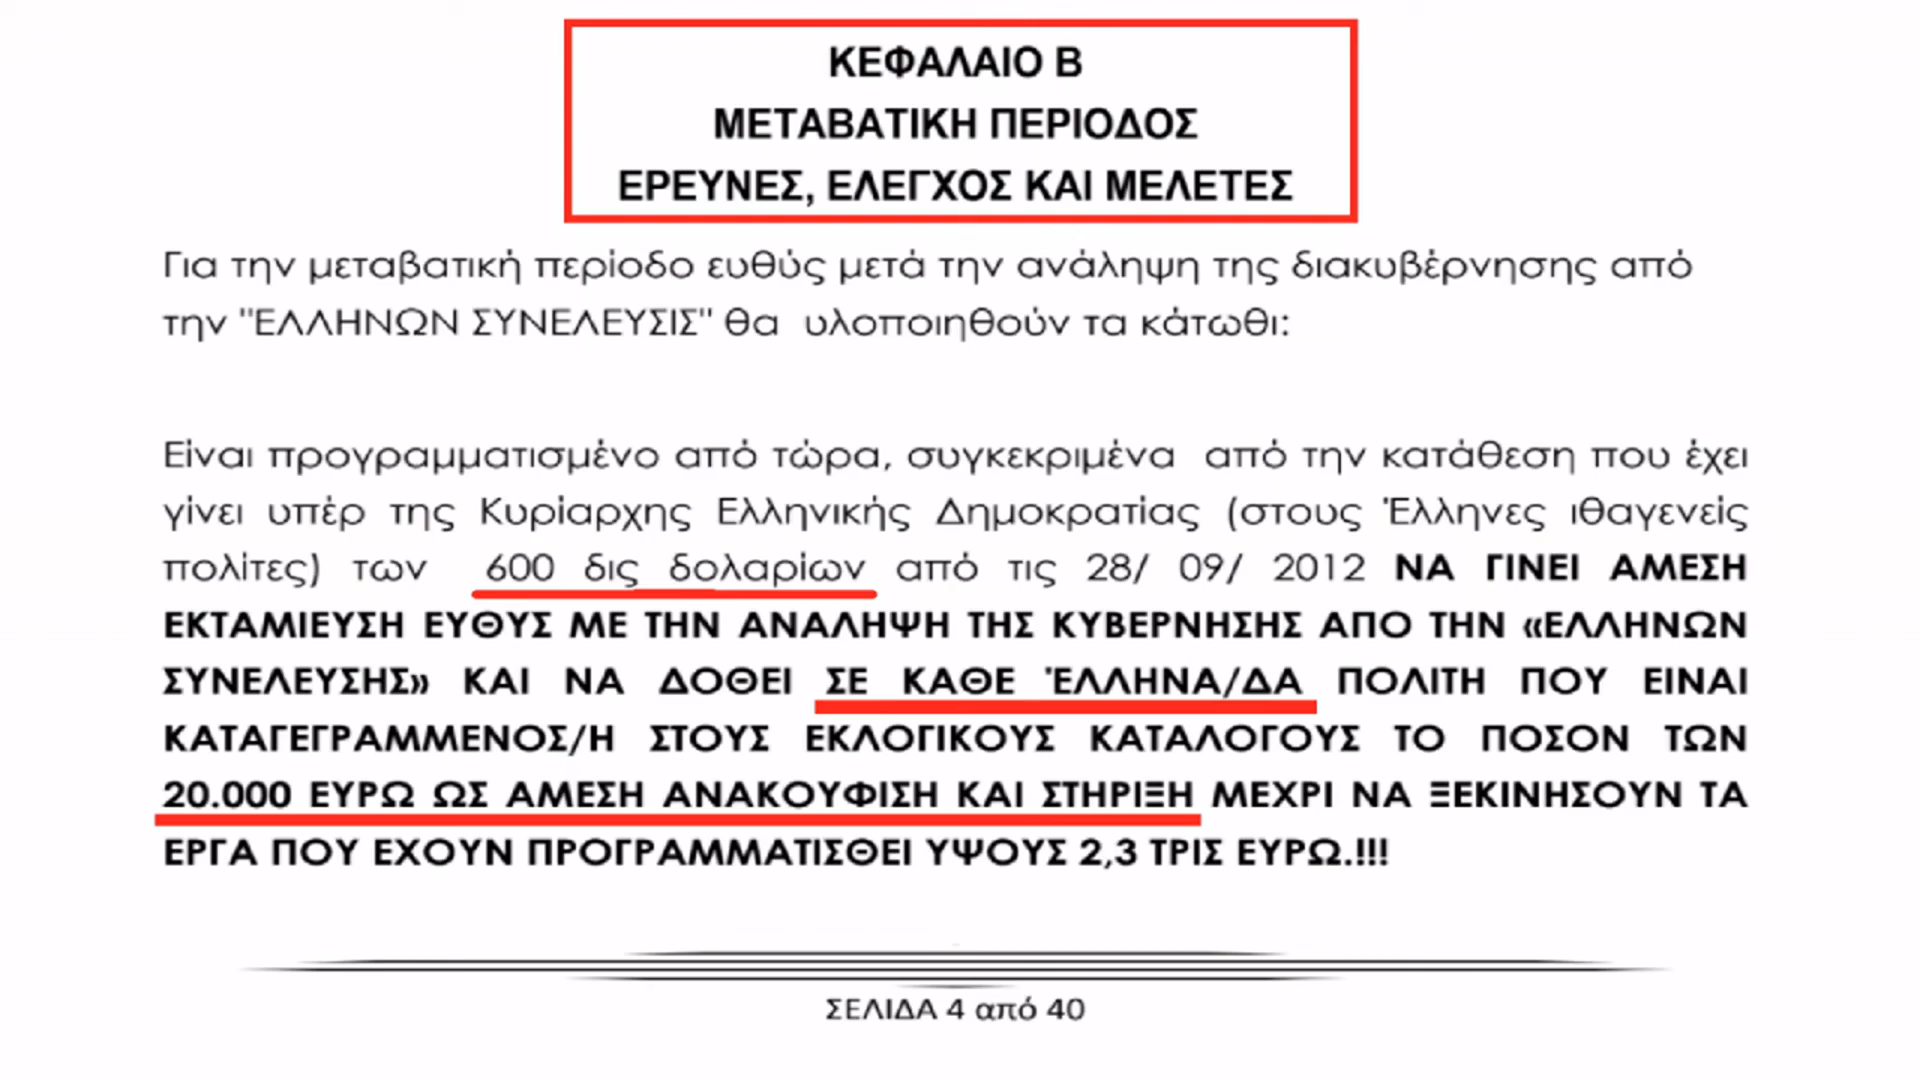 ΚΕΦΑΛΑΙΟ Β
ΜΕΤΑΒΑΤΙΚΗ ΠΕΡΙΟΔΟΣ
ΕΡΕΥΝΕΣ, ΕΛΕΓΧΟΣ ΚΑΙ ΜΕΛΕΤΕΣ
Για την μεταβατική περίοδο ευθύς μετά την ανάληψη της διακυβέρνησης από
την "ΕΛΛΗΝΩΝ ΣΥΝΕΛΕΥΣΙΣ" θα υλοποιηθούν τα κάτωθι:
Είναι προγραμματισμένο από τώρα, συγκεκριμένα από την κατάθεση που έχει
γίνει υπέρ της Κυρίαρχης Ελληνικής Δημοκρατίας (στους Έλληνες ιθαγενείς
πολίτες) των 600 δις δολαρίων από τις 28/ 09/ 2012 ΝΑ ΓΙΝΕΙ ΑΜΕΣΗ
ΕΚΤΑΜΙΕΥΣΗ ΕΥΘΥΣ ΜΕ ΤΗΝ ΑΝΑΛΗΨΗ ΤΗΣ ΚΥΒΕΡΝΗΣΗΣ ΑΠΟ ΤΗΝ «ΕΛΛΗΝΩΝ
ΣΥΝΕΛΕΥΣΗΣ» ΚΑΙ ΝΑ ΔΟΘΕΙ ΣΕ ΚΑΘΕ ΈΛΛΗΝΑ/ΔΑ ΠΟΛΙΤΗ ΠΟΥ ΕΙΝΑΙ
ΚΑΤΑΓΕΓΡΑΜΜΕΝΟΣ/Η ΣΤΟΥΣ ΕΚΛΟΓΙΚΟΥΣ ΚΑΤΑΛΟΓΟΥΣ ΤΟ ΠΟΣΟΝ ΤΩΝ
20.000 ΕΥΡΩ ΩΣ ΑΜΕΣΗ ΑΝΑΚΟΥΦΙΣΗ ΚΑΙ ΣΤΗΡΙΞΗ ΜΕΧΡΙ ΝΑ ΞΕΚΙΝΗΣΟΥΝ ΤΑ
ΕΡΓΑ ΠΟΥ ΕΧΟΥΝ ΠΡΟΓΡΑΜΜΑΤΙΣΘΕΙ ΥΨΟΥΣ 2,3 ΤΡΙΣ ΕΥΡΩ.!!!
ΣΕΛΙΔΑ 4 από 40